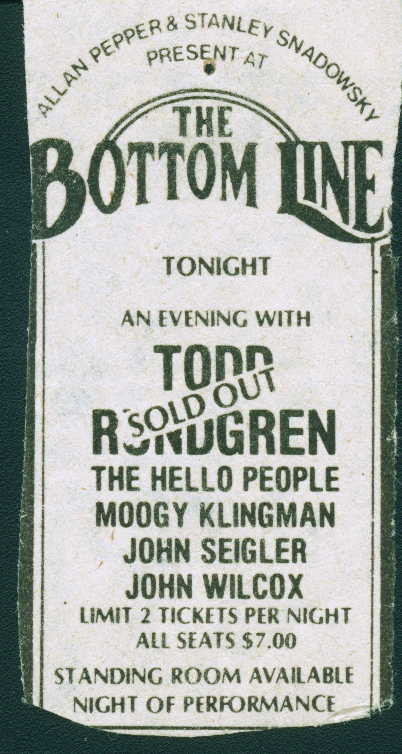 ALLAN PEPPER & STANLEY SNADOWSKY
PRESENT AT
THE
BOTTOM LINE
TONIGHT
AN EVENING WITH
TODD
SOLD OUT
RUNDGREN
THE HELLO PEOPLE
MOOGY KLINGMAN
JOHN SEIGLER
JOHN WILCOX
LIMIT 2 TICKETS PER NIGHT
ALL SEATS $7.00
STANDING ROOM AVAILABLE
NIGHT OF PERFORMANCE